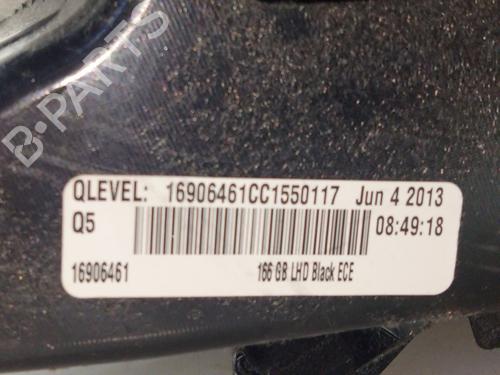 B-PARTS
QLEVEL: 16906461CC1550117 Jun 4 2013
Q5 08:49:18
16906461 166 GB LHD Black ECE